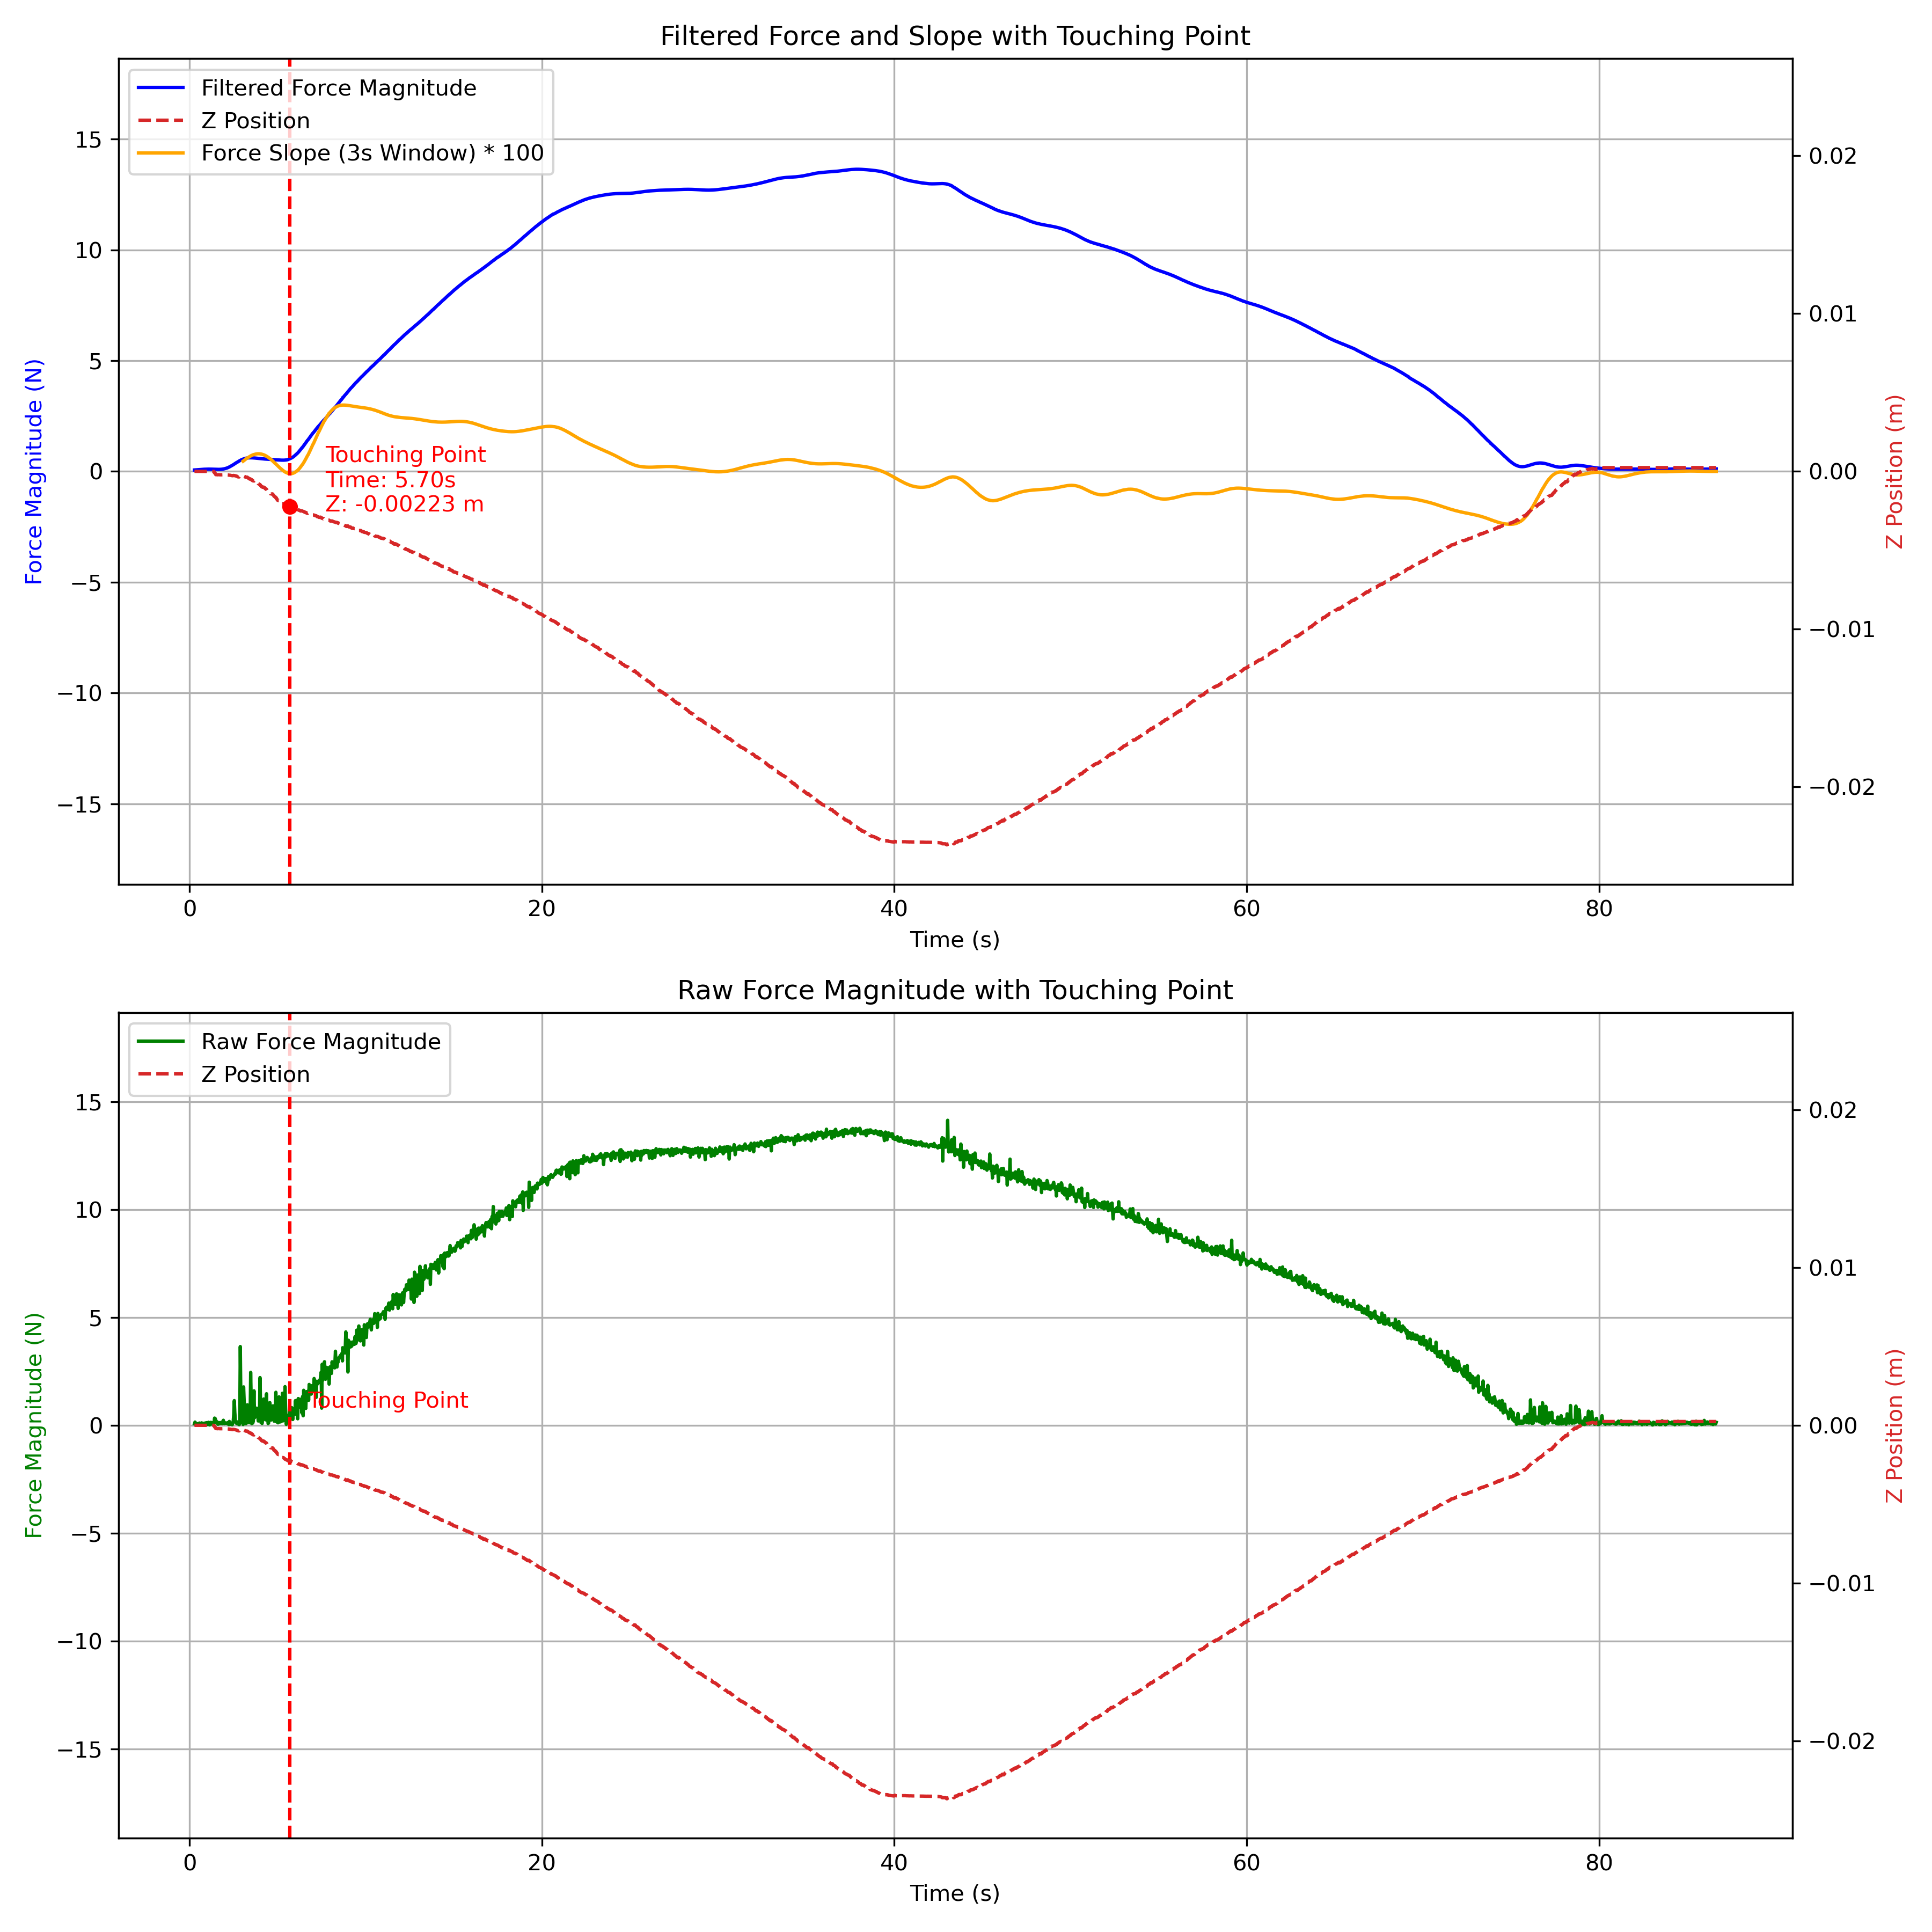 Filtered Force and Slope with Touching Point
Filtered Force Magnitude
Z Position
Force Slope (3s Window) * 100
15
10
5
0
−5
−10
−15
Force Magnitude (N)
Touching Point
Time: 5.70s
Z: -0.00223 m
0.02
0.01
0.00
−0.01
−0.02
Z Position (m)
0 20 40 60 80
Time (s)
Raw Force Magnitude with Touching Point
Raw Force Magnitude
Z Position
15
10
5
0
−5
−10
−15
Force Magnitude (N)
Touching Point
0.02
0.01
0.00
−0.01
−0.02
Z Position (m)
0 20 40 60 80
Time (s)